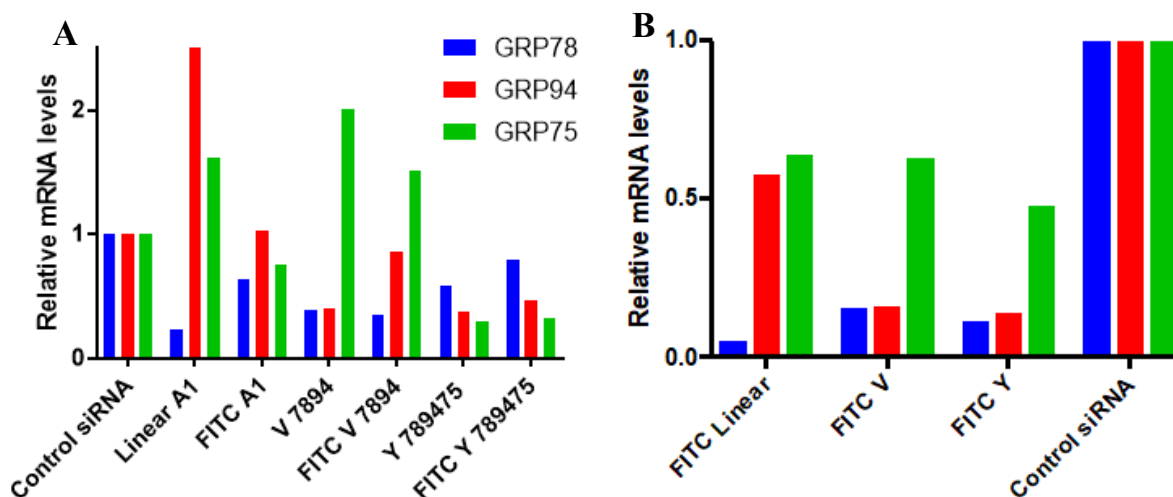 A
Relative mRNA levels
2
1
0
GRP78
GRP94
GRP75
Control siRNA
Linear A1
FITC A1
V 7894
FITC V 7894
Y 789475
FITC Y 789475
B
Relative mRNA levels
1.0
0.5
0.0
FITC Linear
FITC V
FITC Y
Control siRNA